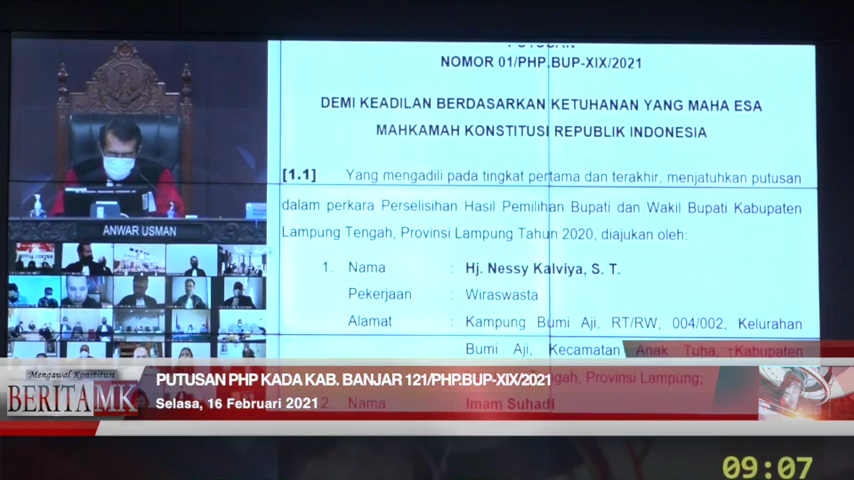 PUTUSAN
NOMOR 01/PHP.BUP-XIX/2021
DEMI KEADILAN BERDASARKAN KETUHANAN YANG MAHA ESA
MAHKAMAH KONSTITUSI REPUBLIK INDONESIA
[1.1] Yang mengadili pada tingkat pertama dan terakhir, menjatuhkan putusan
dalam perkara Perselisihan Hasil Pemilihan Bupati dan Wakil Bupati Kabupaten
Lampung Tengah, Provinsi Lampung Tahun 2020, diajukan oleh:
1. Nama : Hj. Nessy Kalviya, S. T.
Pekerjaan : Wiraswasta
Alamat : Kampung Bumi Aji, RT/RW, 004/002, Kelurahan
Bumi Aji, Kecamatan Anak Tuha, Kabupaten
Tengah, Provinsi Lampung;
2. Nama : Imam Suhadi
ANWAR USMAN
Mengawal Konstitusi
BERITA MK
PUTUSAN PHP KADA KAB. BANJAR 121/PHP.BUP-XIX/2021
Selasa, 16 Februari 2021
09:07